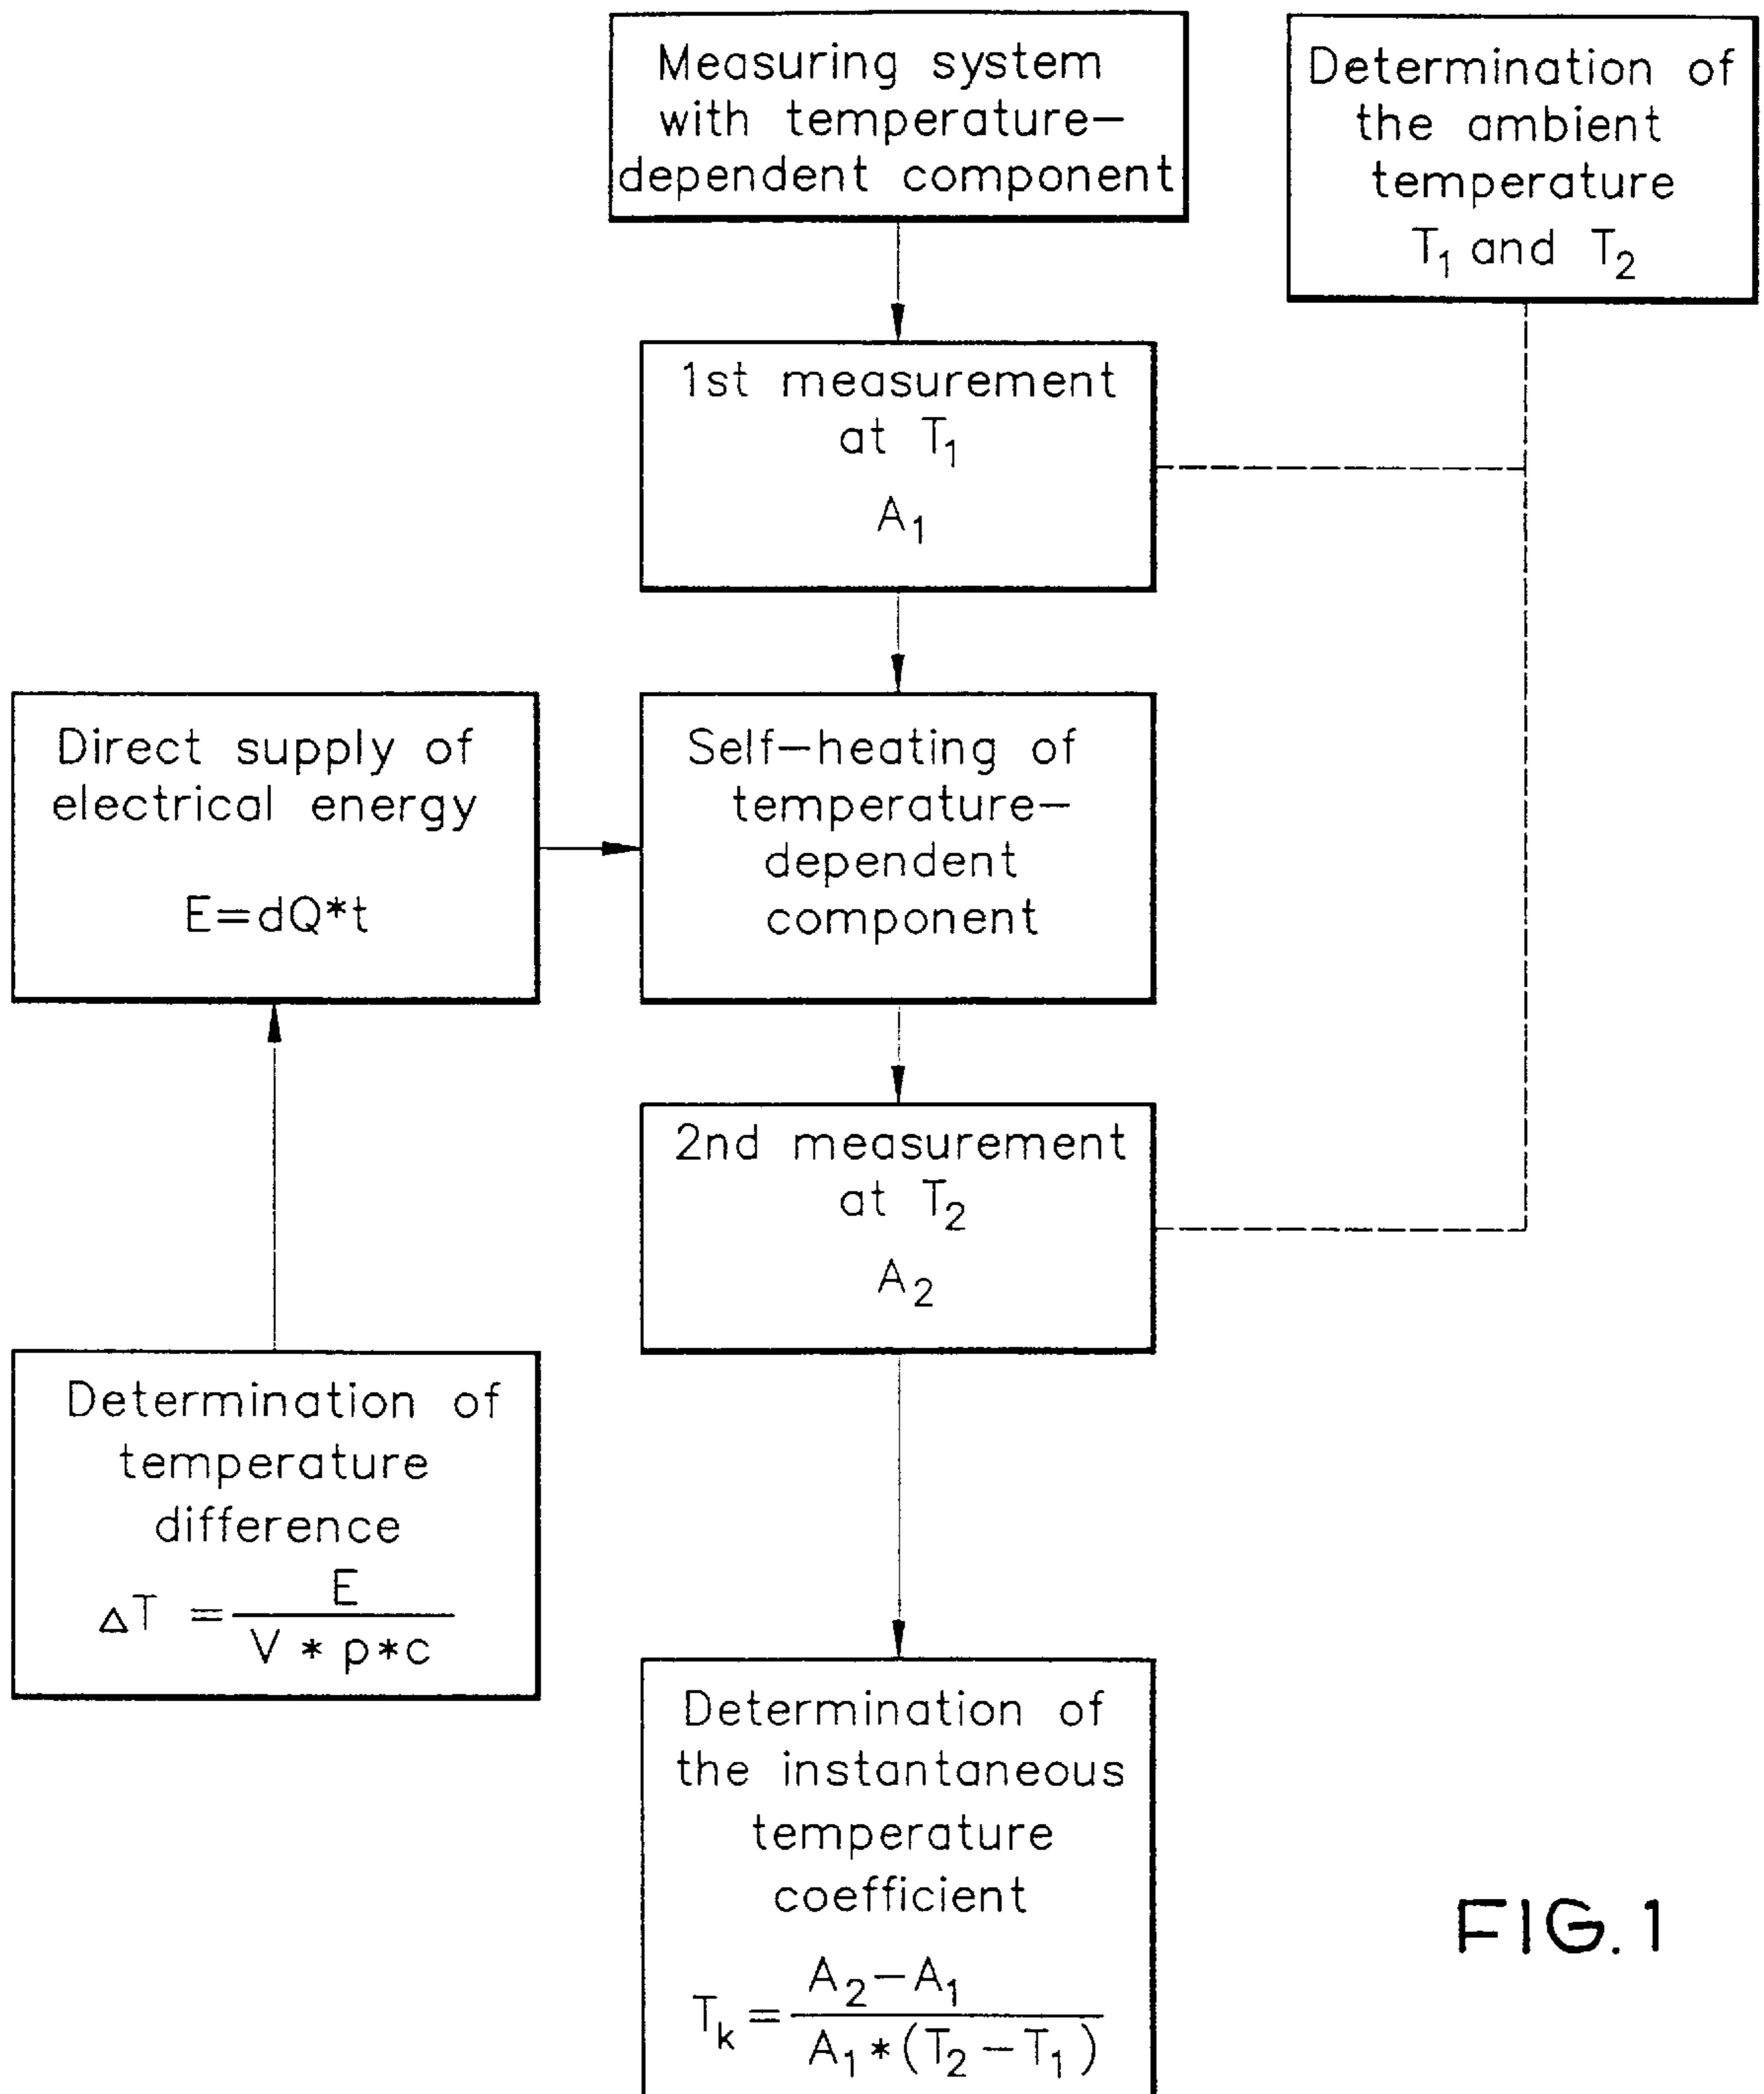 Measuring system
with temperature-
dependent component
Determination of
the ambient
temperature
T₁ and T₂
1st measurement
at T₁
A₁
Direct supply of
electrical energy
E=dQ*t
Self-heating of
temperature-
dependent
component
2nd measurement
at T₂
A₂
Determination of
temperature
difference
ΔT = E / V * p*c
Determination of
the instantaneous
temperature
coefficient
Tₖ = A₂-A₁ / A₁*(T₂-T₁)
FIG. 1